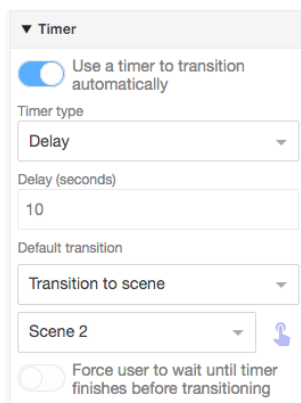 ▼ Timer
Use a timer to transition
automatically
Timer type
Delay
Delay (seconds)
10
Default transition
Transition to scene
Scene 2
Force user to wait until timer
finishes before transitioning